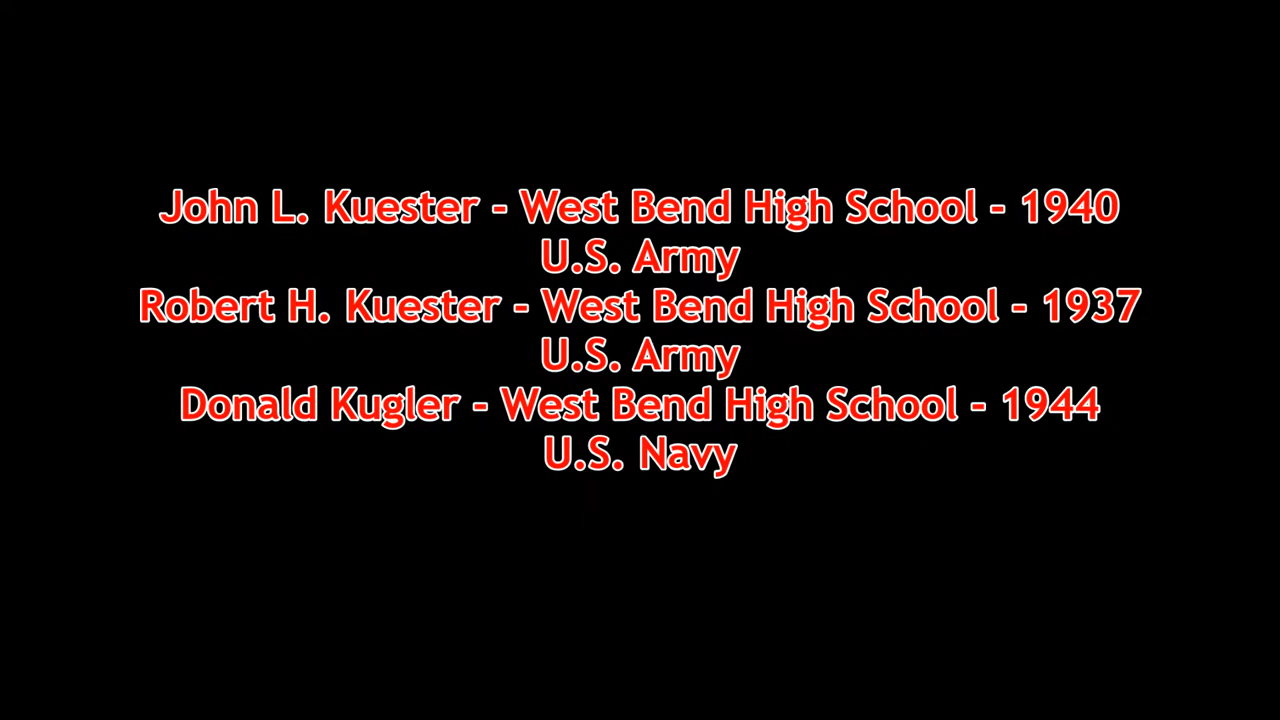 John L. Kuester - West Bend High School - 1940
U.S. Army
Robert H. Kuester - West Bend High School - 1937
U.S. Army
Donald Kugler - West Bend High School - 1944
U.S. Navy